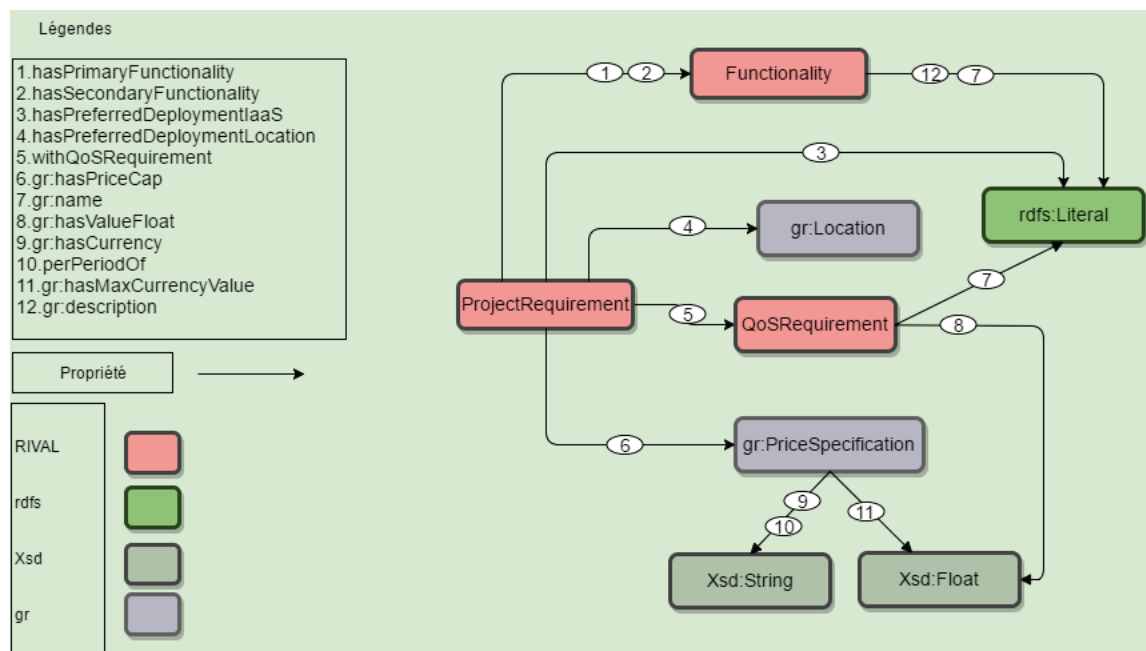 Légendes
1.hasPrimaryFunctionality
2.hasSecondaryFunctionality
3.hasPreferredDeploymentIaaS
4.hasPreferredDeploymentLocation
5.withQoSRequirement
6.gr:hasPriceCap
7.gr:name
8.gr:hasValueFloat
9.gr:hasCurrency
10.perPeriodOf
11.gr:hasMaxCurrencyValue
12.gr:description
Propriété
RIVAL
rdfs
Xsd
gr
1 2
Functionality
12 7
3
rdfs:Literal
4
gr:Location
7
ProjectRequirement
5
QoSRequirement
8
6
gr:PriceSpecification
9
10
11
Xsd:String
Xsd:Float